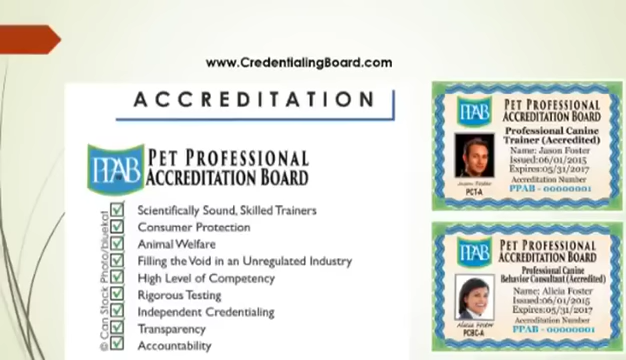 www.CredentialingBoard.com
ACCREDITATION
PPAB PET PROFESSIONAL
ACCREDITATION BOARD
Scientifically Sound, Skilled Trainers
Consumer Protection
Animal Welfare
Filling the Void in an Unregulated Industry
High Level of Competency
Rigorous Testing
Independent Credentialing
Transparency
Accountability
© Can Stock Photo/bluekat
PPAB
PET PROFESSIONAL
ACCREDITATION BOARD
Professional Canine
Trainer (Accredited)
Name: Jason Foster
Issued:06/01/2015
Expires:05/31/2017
Accreditation Number
PPAB - 00000001
Jason Foster
PCT-A
PPAB
PET PROFESSIONAL
ACCREDITATION BOARD
Professional Canine
Behavior Consultant (Accredited)
Name: Alicia Foster
Issued:06/01/2015
Expires:05/31/2017
Accreditation Number
PPAB - 00000001
Alicia Foster
PCBC-A